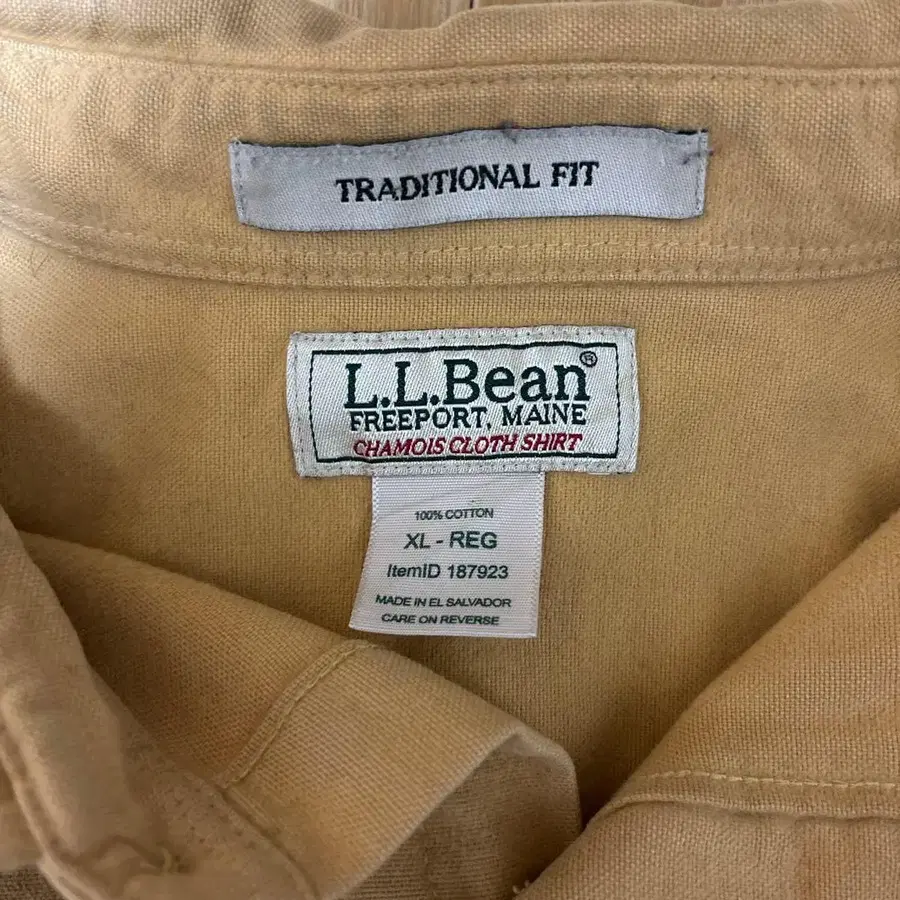 TRADITIONAL FIT
L.L.Bean®
FREEPORT, MAINE
CHAMOIS CLOTH SHIRT
100% COTTON
XL - REG
ItemID 187923
MADE IN EL SALVADOR
CARE ON REVERSE